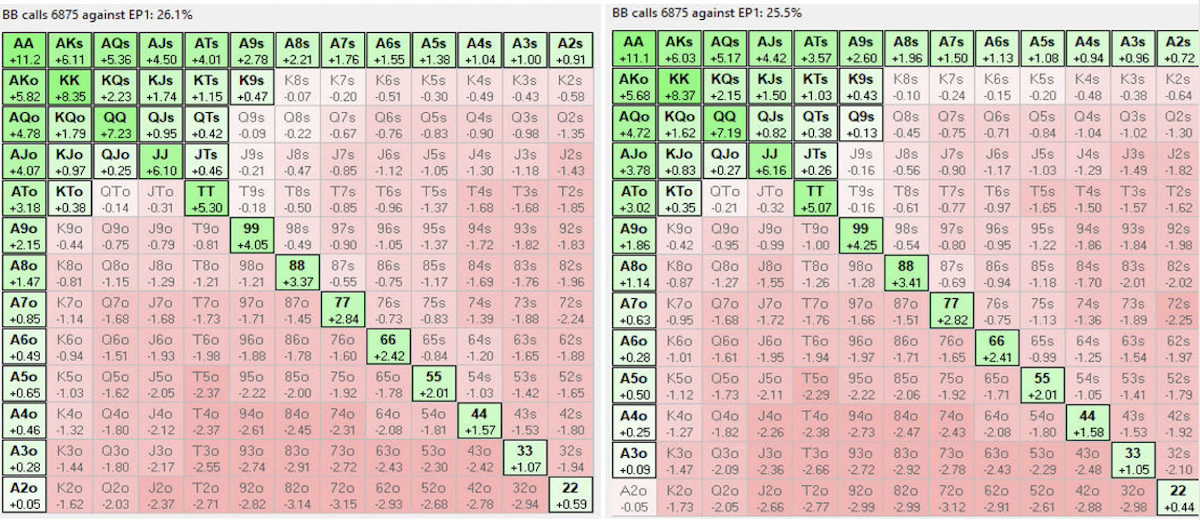 BB calls 6875 against EP1: 26.1%
AA AKs AQs AJs ATs A9s A8s A7s A6s A5s A4s A3s A2s
+11.2 +6.11 +5.36 +4.50 +4.01 +2.78 +2.21 +1.76 +1.55 +1.38 +1.04 +1.00 +0.91
AKo KK KQs KJs KTs K9s K8s K7s K6s K5s K4s K3s K2s
+5.82 +8.35 +2.23 +1.74 +1.15 +0.47 -0.07 -0.20 -0.51 -0.30 -0.49 -0.43 -0.58
AQo KQo QQ QJs QTs Q9s Q8s Q7s Q6s Q5s Q4s Q3s Q2s
+4.78 +1.79 +7.23 +0.95 +0.42 -0.09 -0.22 -0.67 -0.76 -0.83 -0.90 -0.98 -1.35
AJo KJo QJo JJ JTs J9s J8s J7s J6s J5s J4s J3s J2s
+4.07 +0.97 +0.25 +6.10 +0.46 -0.21 -0.47 -0.85 -1.12 -1.05 -1.30 -1.18 -1.43
ATo KTo QTo JTo TT T9s T8s T7s T6s T5s T4s T3s T2s
+3.18 +0.38 -0.14 -0.31 +5.30 -0.18 -0.50 -0.85 -0.96 -1.37 -1.68 -1.68 -1.85
A9o K9o Q9o J9o T9o 99 98s 97s 96s 95s 94s 93s 92s
+2.15 -0.44 -0.75 -0.79 -0.81 +4.05 -0.49 -0.90 -1.05 -1.37 -1.72 -1.82 -1.83
A8o K8o Q8o J8o T8o 98o 88 87s 86s 85s 84s 83s 82s
+1.47 -0.81 -1.15 -1.29 -1.21 -1.21 +3.37 -0.55 -0.75 -1.17 -1.69 -1.76 -1.96
A7o K7o Q7o J7o T7o 97o 87o 77 76s 75s 74s 73s 72s
+0.85 -1.14 -1.68 -1.68 -1.73 -1.71 -1.45 +2.84 -0.73 -0.83 -1.39 -1.88 -2.24
A6o K6o Q6o J6o T6o 96o 86o 76o 66 65s 64s 63s 62s
+0.49 -0.94 -1.51 -1.93 -1.98 -1.88 -1.78 -1.60 +2.42 -0.84 -1.20 -1.65 -1.88
A5o K5o Q5o J5o T5o 95o 85o 75o 65o 55 54s 53s 52s
+0.65 -1.03 -1.62 -2.05 -2.37 -2.22 -2.00 -1.92 -1.78 +2.01 -1.03 -1.42 -1.65
A4o K4o Q4o J4o T4o 94o 84o 74o 64o 54o 44 43s 42s
+0.46 -1.32 -1.80 -2.12 -2.37 -2.61 -2.45 -2.31 -2.08 -1.81 +1.57 -1.53 -1.80
A3o K3o Q3o J3o T3o 93o 83o 73o 63o 53o 43o 33 32s
+0.28 -1.44 -1.80 -2.17 -2.55 -2.74 -2.91 -2.72 -2.43 -2.30 -2.42 +1.07 -1.94
A2o K2o Q2o J2o T2o 92o 82o 72o 62o 52o 42o 32o 22
+0.05 -1.62 -2.03 -2.37 -2.71 -2.82 -3.14 -3.15 -2.93 -2.68 -2.78 -2.94 +0.59
BB calls 6875 against EP1: 25.5%
AA AKs AQs AJs ATs A9s A8s A7s A6s A5s A4s A3s A2s
+11.1 +6.03 +5.17 +4.42 +3.57 +2.60 +1.96 +1.50 +1.13 +1.08 +0.94 +0.96 +0.72
AKo KK KQs KJs KTs K9s K8s K7s K6s K5s K4s K3s K2s
+5.68 +8.37 +2.15 +1.50 +1.03 +0.43 -0.10 -0.24 -0.15 -0.20 -0.48 -0.38 -0.64
AQo KQo QQ QJs QTs Q9s Q8s Q7s Q6s Q5s Q4s Q3s Q2s
+4.72 +1.62 +7.19 +0.82 +0.38 +0.13 -0.45 -0.75 -0.71 -0.84 -1.04 -1.02 -1.30
AJo KJo QJo JJ JTs J9s J8s J7s J6s J5s J4s J3s J2s
+3.78 +0.83 +0.27 +6.16 +0.26 -0.16 -0.56 -0.90 -1.17 -1.03 -1.29 -1.49 -1.82
ATo KTo QTo JTo TT T9s T8s T7s T6s T5s T4s T3s T2s
+3.02 +0.35 -0.21 -0.32 +5.07 -0.16 -0.61 -0.77 -0.97 -1.65 -1.50 -1.57 -1.62
A9o K9o Q9o J9o T9o 99 98s 97s 96s 95s 94s 93s 92s
+1.86 -0.42 -0.95 -0.99 -1.00 +4.25 -0.54 -0.80 -0.95 -1.22 -1.86 -1.84 -1.98
A8o K8o Q8o J8o T8o 98o 88 87s 86s 85s 84s 83s 82s
+1.14 -0.87 -1.27 -1.55 -1.26 -1.28 +3.41 -0.69 -0.94 -1.18 -1.70 -2.01 -2.02
A7o K7o Q7o J7o T7o 97o 87o 77 76s 75s 74s 73s 72s
+0.63 -0.95 -1.68 -1.72 -1.76 -1.66 -1.51 +2.82 -0.75 -1.13 -1.36 -1.89 -2.25
A6o K6o Q6o J6o T6o 96o 86o 76o 66 65s 64s 63s 62s
+0.28 -1.01 -1.61 -1.95 -1.94 -1.97 -1.71 -1.65 +2.41 -0.99 -1.25 -1.54 -1.97
A5o K5o Q5o J5o T5o 95o 85o 75o 65o 55 54s 53s 52s
+0.50 -1.12 -1.73 -2.11 -2.29 -2.22 -2.06 -1.92 -1.71 +2.01 -1.05 -1.41 -1.79
A4o K4o Q4o J4o T4o 94o 84o 74o 64o 54o 44 43s 42s
+0.25 -1.27 -1.82 -2.26 -2.38 -2.73 -2.47 -2.43 -2.08 -1.80 +1.58 -1.53 -1.92
A3o K3o Q3o J3o T3o 93o 83o 73o 63o 53o 43o 33 32s
+0.09 -1.47 -2.09 -2.36 -2.66 -2.72 -2.92 -2.78 -2.43 -2.29 -2.48 +1.05 -2.10
A2o K2o Q2o J2o T2o 92o 82o 72o 62o 52o 42o 32o 22
-0.05 -1.73 -2.05 -2.66 -2.77 -2.99 -2.99 -3.12 -2.91 -2.61 -2.88 -2.98 +0.44